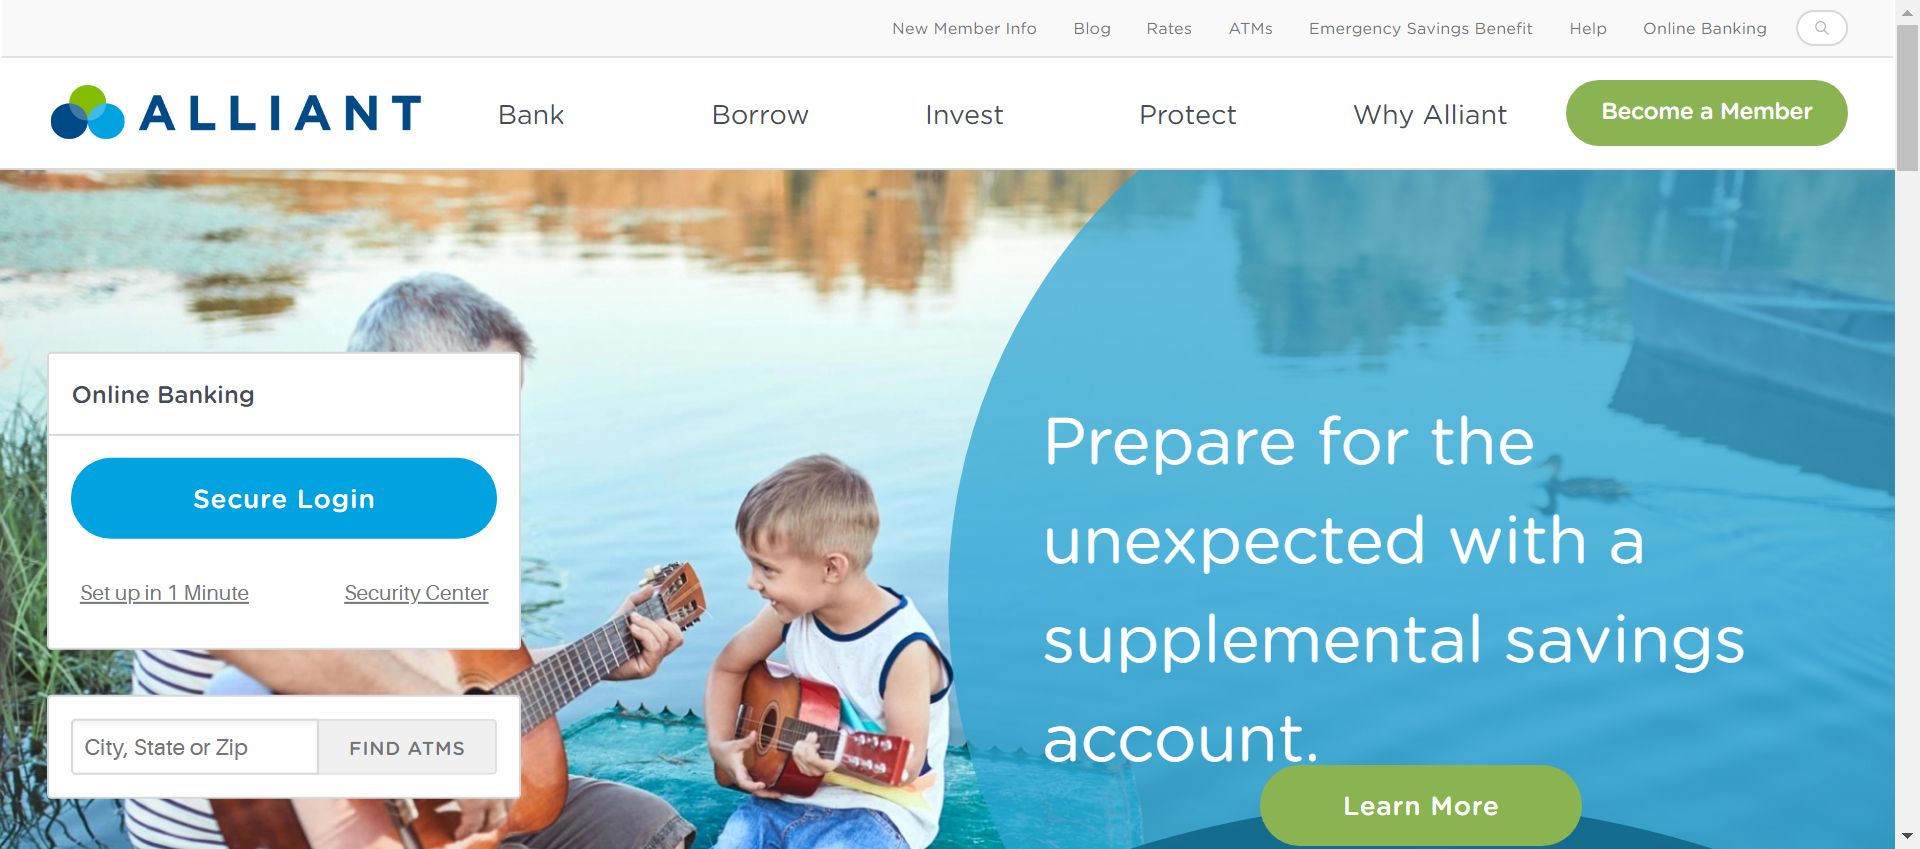 New Member Info Blog Rates ATMs Emergency Savings Benefit Help Online Banking
ALLIANT Bank Borrow Invest Protect Why Alliant Become a Member
Online Banking
Secure Login
Set up in 1 Minute Security Center
City, State or Zip FIND ATMS
Prepare for the
unexpected with a
supplemental savings
account.
Learn More